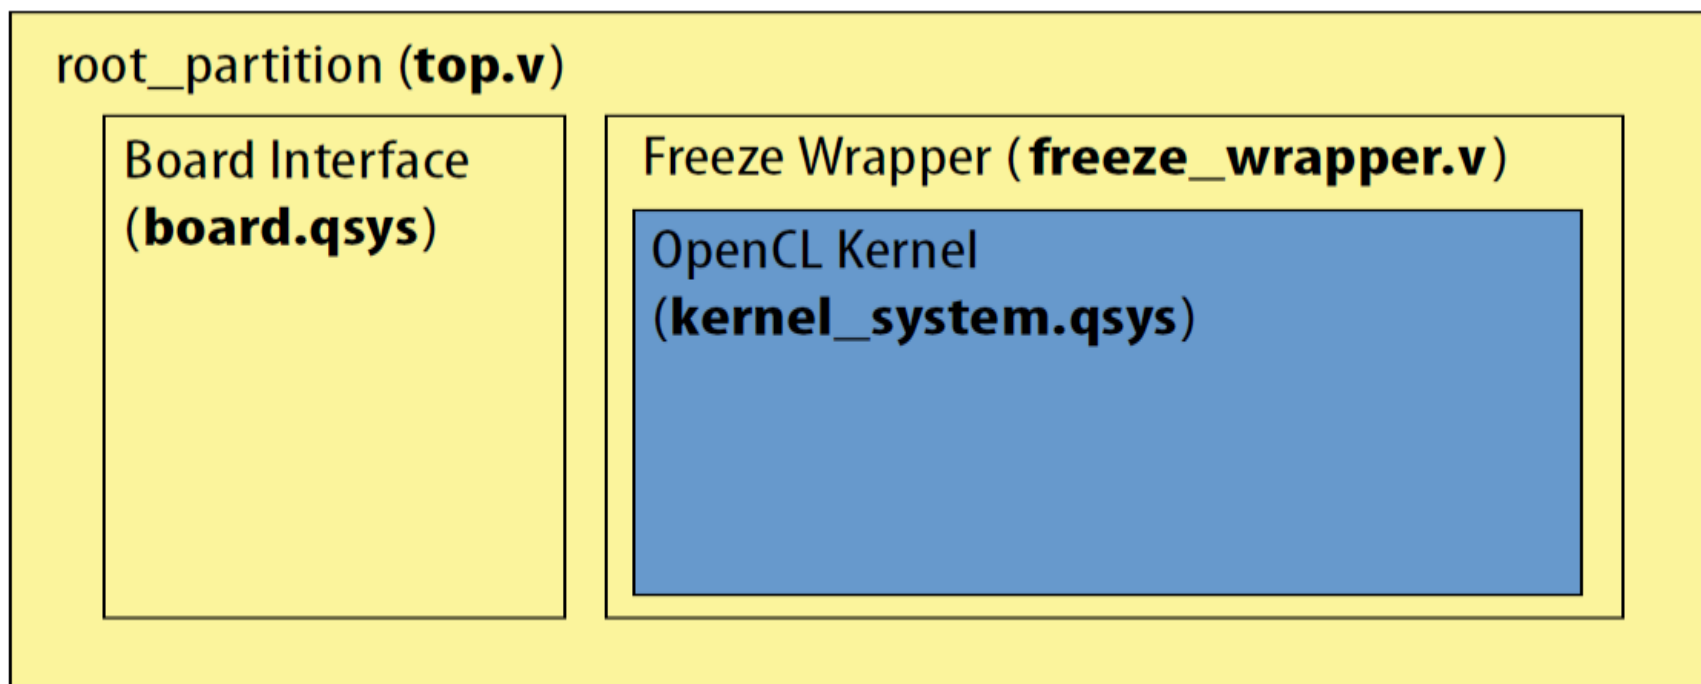 root_partition (top.v)
Board Interface
(board.qsys)
Freeze Wrapper (freeze_wrapper.v)
OpenCL Kernel
(kernel_system.qsys)